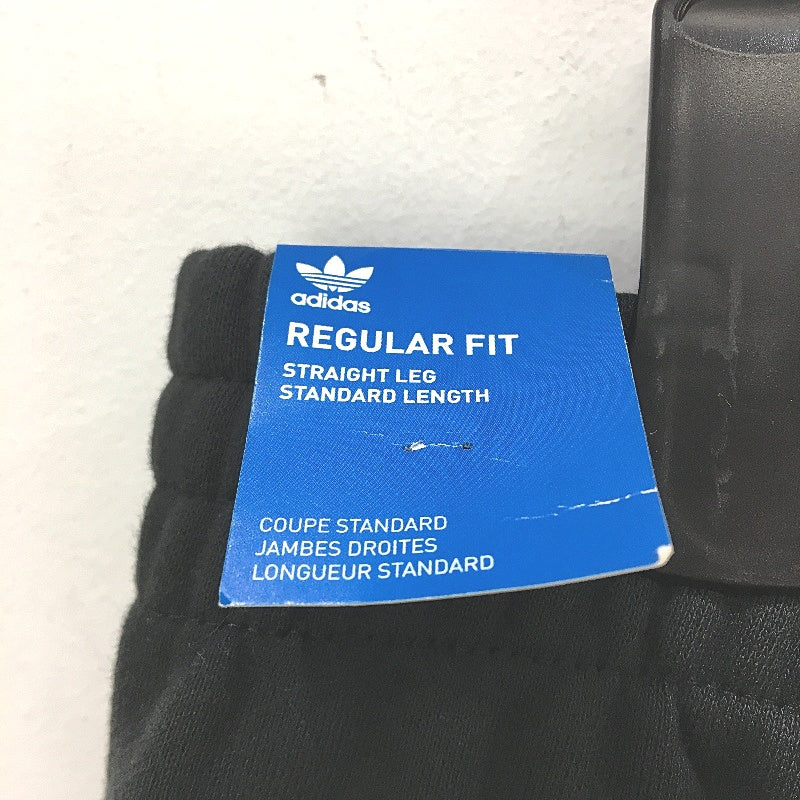 adidas
REGULAR FIT
STRAIGHT LEG
STANDARD LENGTH
COUPE STANDARD
JAMBES DROITES
LONGUEUR STANDARD